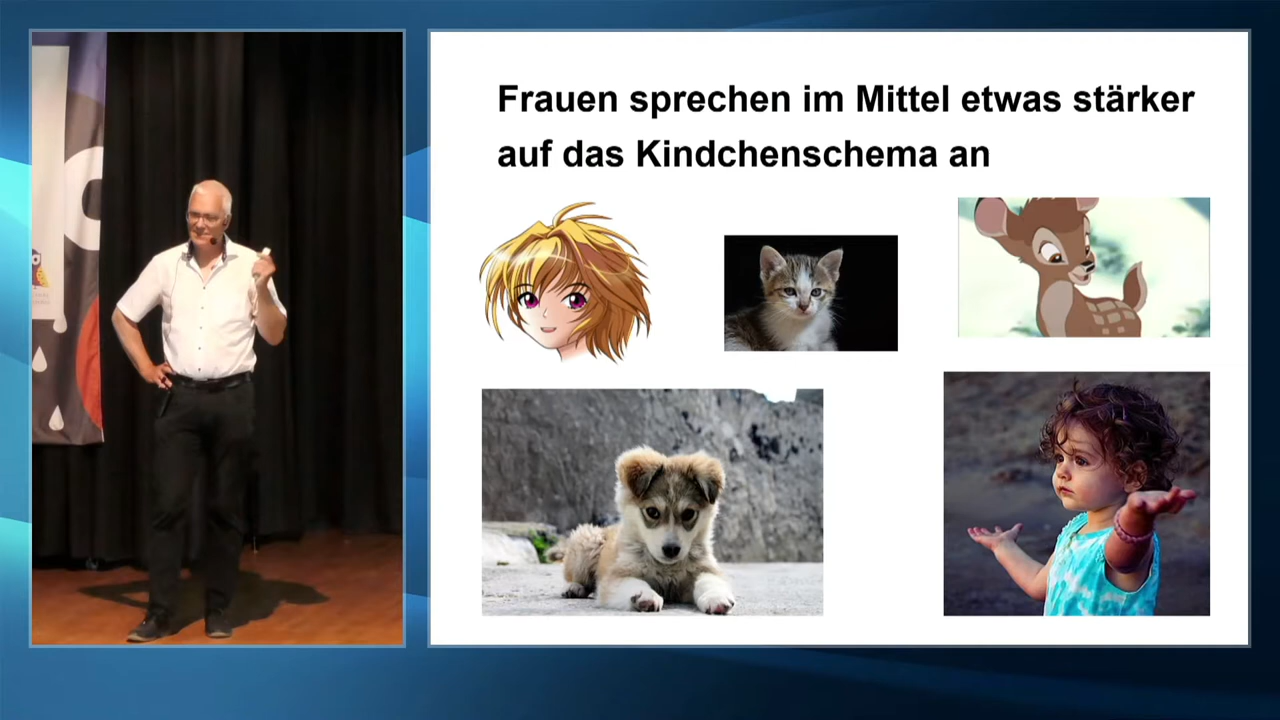 Frauen sprechen im Mittel etwas stärker
auf das Kindchenschema an